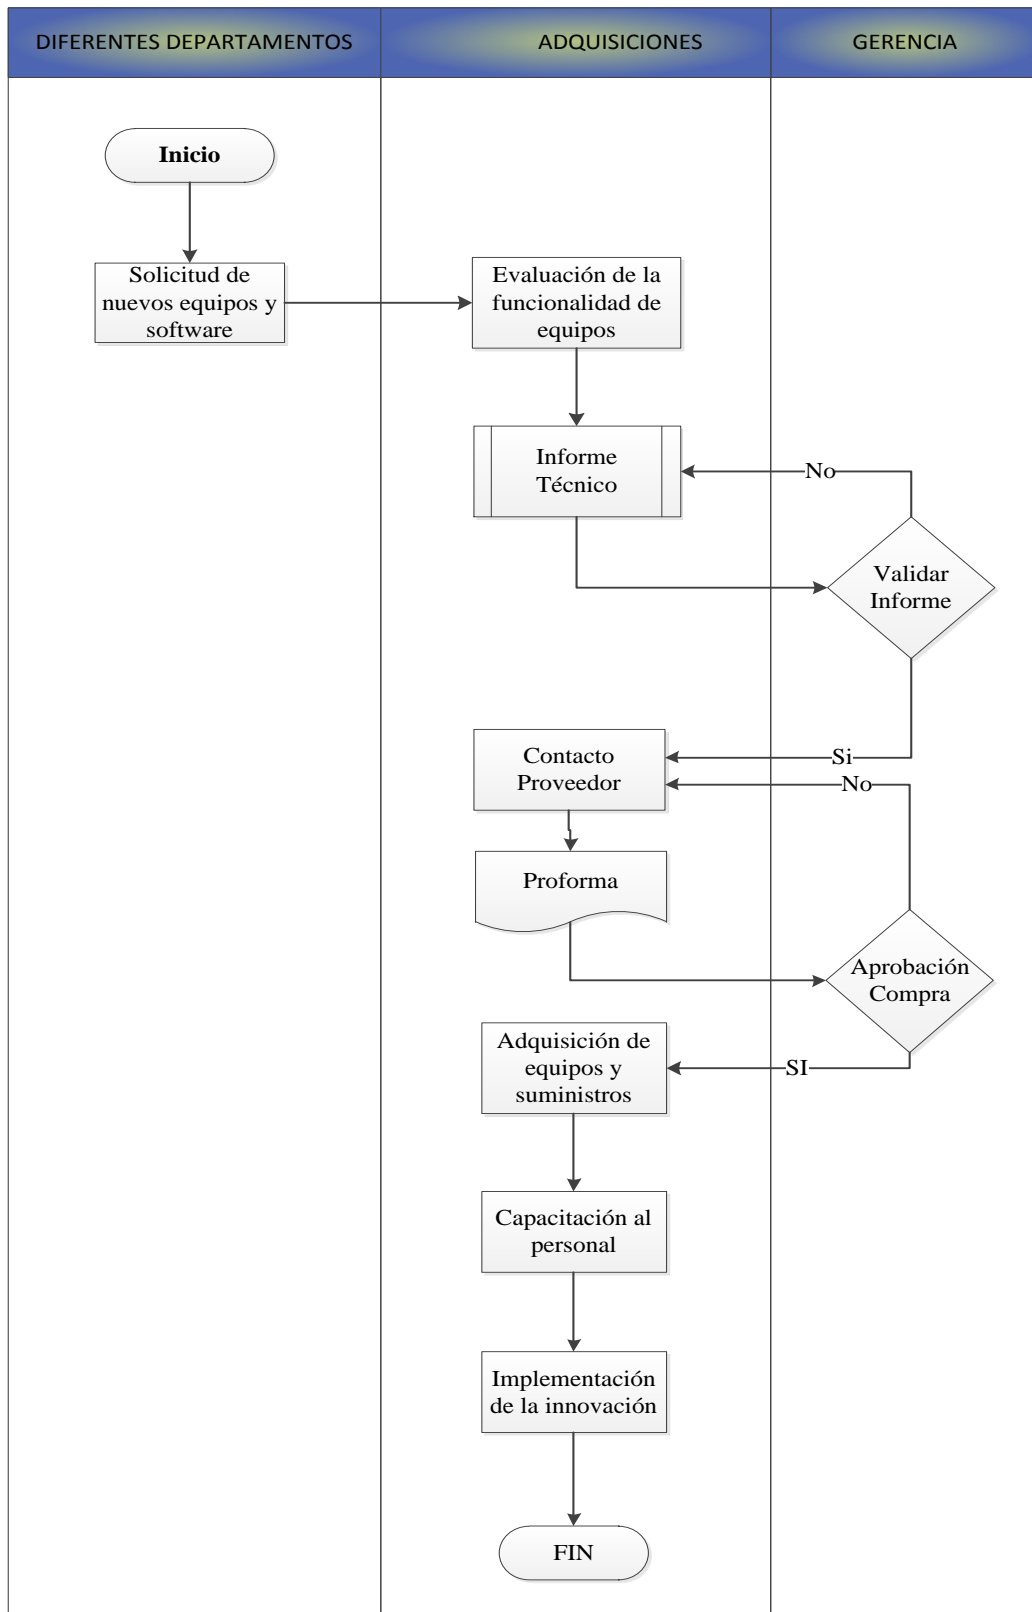 DIFERENTES DEPARTAMENTOS
ADQUISICIONES
GERENCIA
Inicio
Solicitud de
nuevos equipos y
software
Evaluación de la
funcionalidad de
equipos
Informe
Técnico
No
Validar
Informe
Si
Contacto
Proveedor
No
Proforma
Aprobación
Compra
SI
Adquisición de
equipos y
suministros
Capacitación al
personal
Implementación
de la innovación
FIN